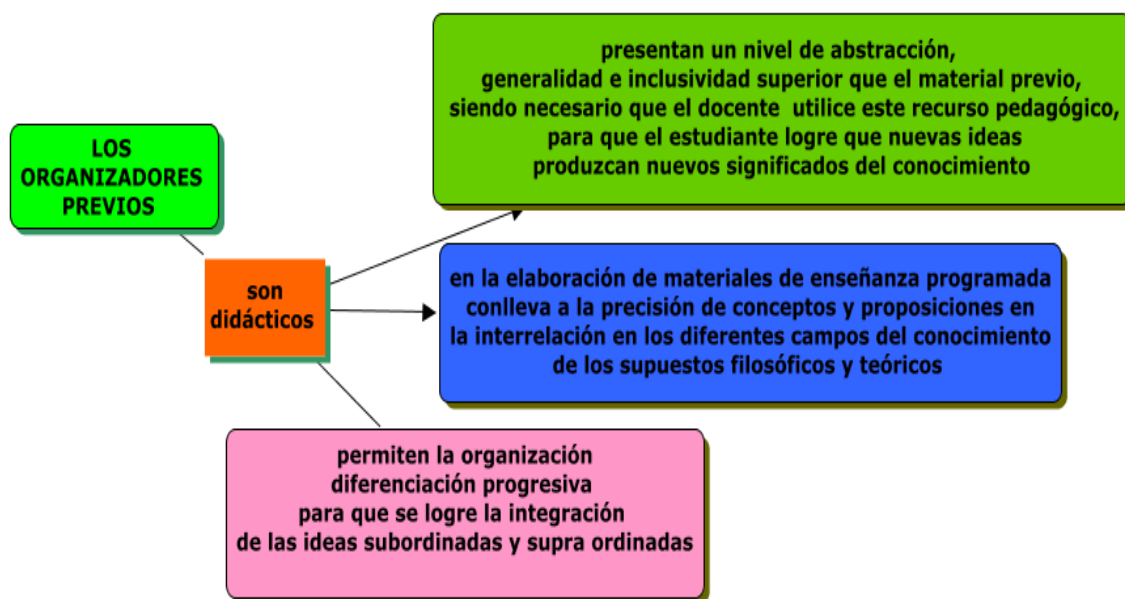 LOS
ORGANIZADORES
PREVIOS
son
didácticos
presentan un nivel de abstracción,
generalidad e inclusividad superior que el material previo,
siendo necesario que el docente utilice este recurso pedagógico,
para que el estudiante logre que nuevas ideas
produzcan nuevos significados del conocimiento
en la elaboración de materiales de enseñanza programada
conlleva a la precisión de conceptos y proposiciones en
la interrelación en los diferentes campos del conocimiento
de los supuestos filosóficos y teóricos
permiten la organización
diferenciación progresiva
para que se logre la integración
de las ideas subordinadas y supra ordinadas